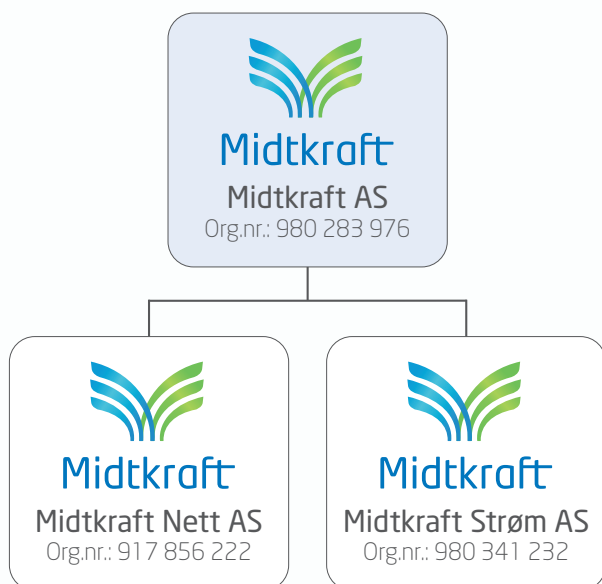 Midtkraft
Midtkraft AS
Org.nr.: 980 283 976
Midtkraft
Midtkraft Nett AS
Org.nr.: 917 856 222
Midtkraft
Midtkraft Strøm AS
Org.nr.: 980 341 232